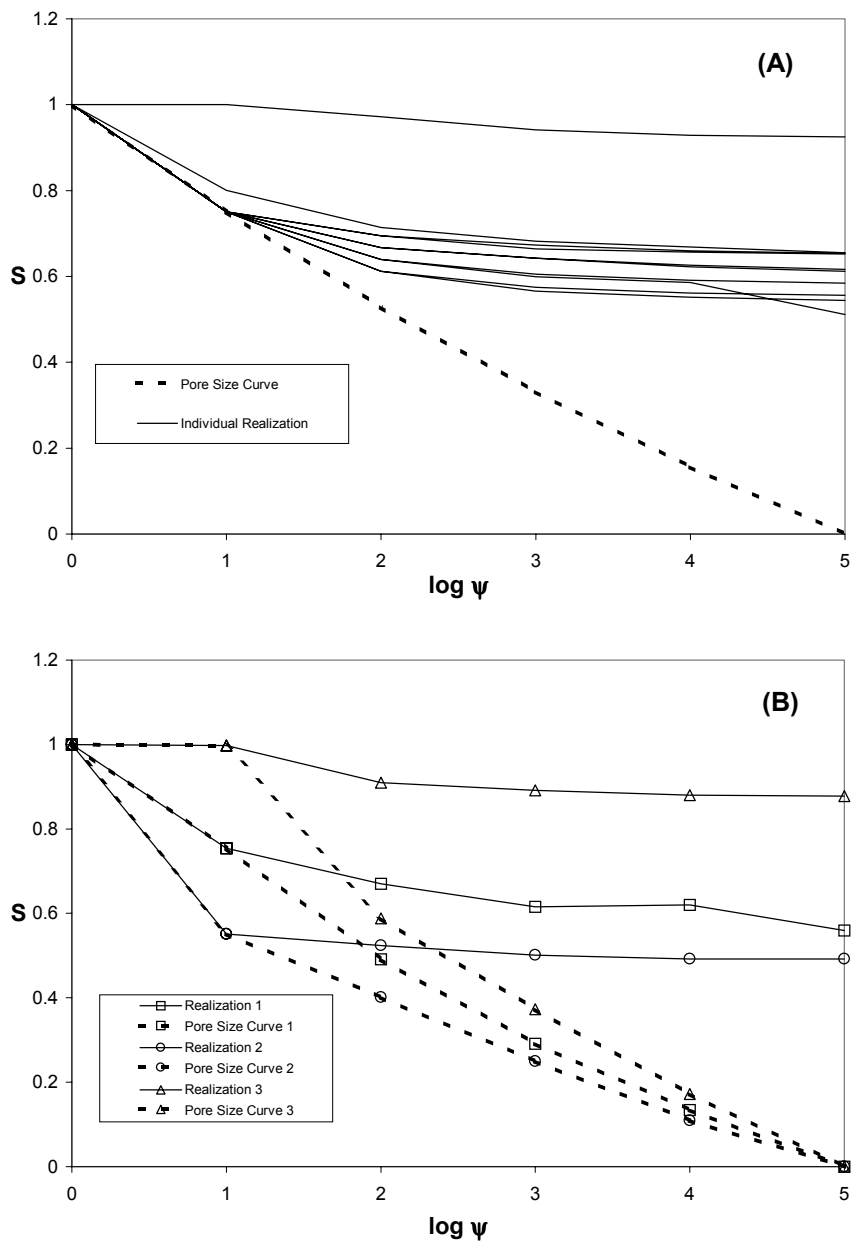 1.2
(A)
1
0.8
0.6
S
0.4
Pore Size Curve
Individual Realization
0.2
0
0 1 2 3 4 5
log ψ
1.2
(B)
1
0.8
0.6
S
0.4
Realization 1
Pore Size Curve 1
Realization 2
Pore Size Curve 2
Realization 3
Pore Size Curve 3
0.2
0
0 1 2 3 4 5
log ψ